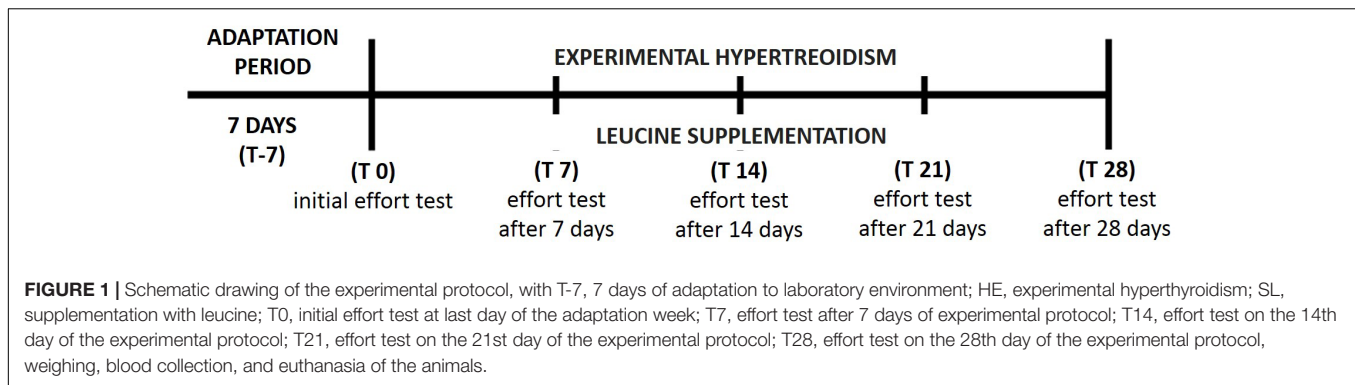 ADAPTATION
PERIOD
EXPERIMENTAL HYPERTREOIDISM
7 DAYS
(T-7)
LEUCINE SUPPLEMENTATION
(T 0)
initial effort test
(T 7)
effort test
after 7 days
(T 14)
effort test
after 14 days
(T 21)
effort test
after 21 days
(T 28)
effort test
after 28 days
FIGURE 1 | Schematic drawing of the experimental protocol, with T-7, 7 days of adaptation to laboratory environment; HE, experimental hyperthyroidism; SL,
supplementation with leucine; T0, initial effort test at last day of the adaptation week; T7, effort test after 7 days of experimental protocol; T14, effort test on the 14th
day of the experimental protocol; T21, effort test on the 21st day of the experimental protocol; T28, effort test on the 28th day of the experimental protocol,
weighing, blood collection, and euthanasia of the animals.